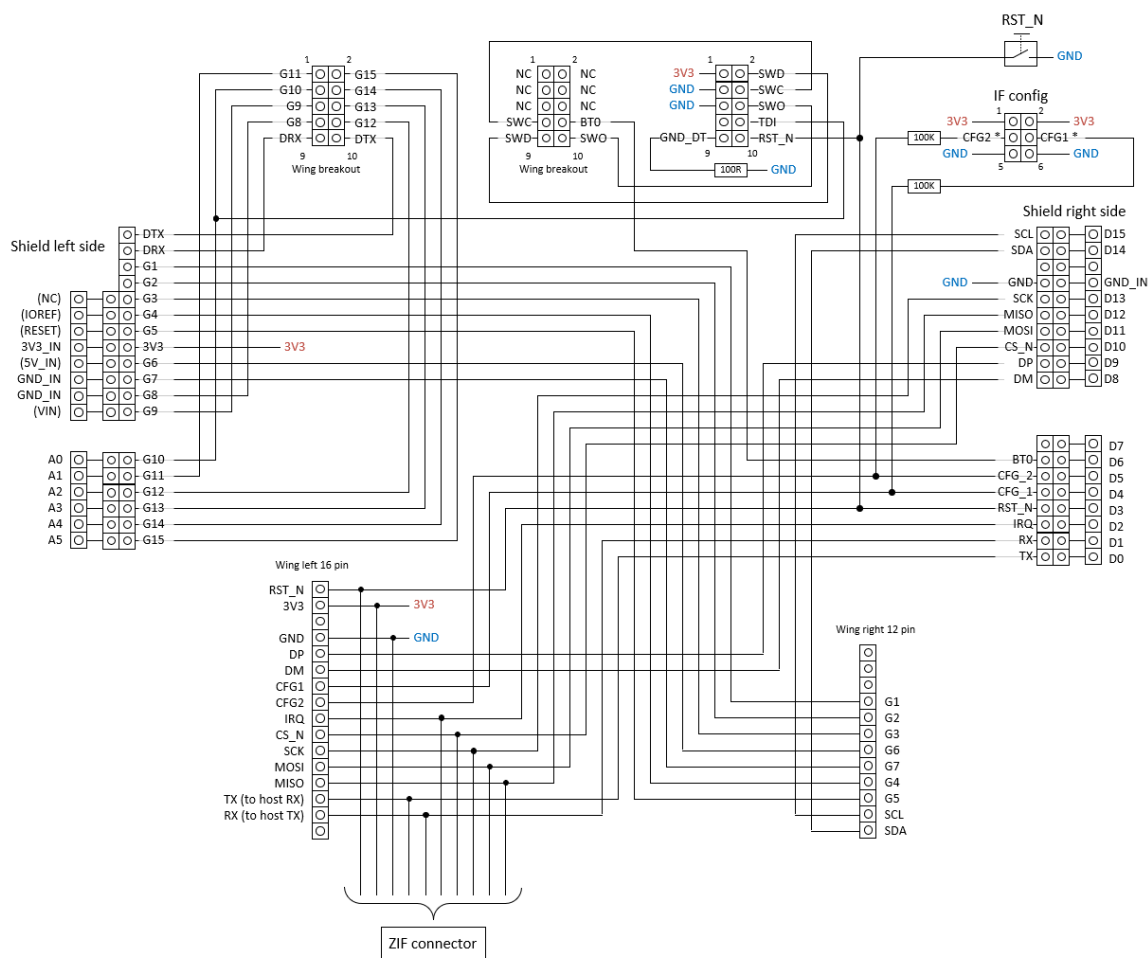 RST_N
GND
1 2
G11 G15
G10 G14
G9 G13
G8 G12
DRX DTX
9 10
Wing breakout
1 2
NC NC
NC NC
NC NC
SWC BT0
SWD SWO
9 10
Wing breakout
1 2
3V3 SWD
GND SWC
GND SWO
TDI
GND_DT RST_N
9 10
100R GND
IF config
1 2
3V3 3V3
100K CFG2 * CFG1 *
GND GND
5 6
100K
Shield left side
DTX
DRX
G1
G2
(NC) G3
(IOREF) G4
(RESET) G5
3V3_IN 3V3 3V3
(5V_IN) G6
GND_IN G7
GND_IN G8
(VIN) G9
A0 G10
A1 G11
A2 G12
A3 G13
A4 G14
A5 G15
Shield right side
SCL D15
SDA D14
GND GND GND_IN
SCK D13
MISO D12
MOSI D11
CS_N D10
DP D9
DM D8
D7
BT0 D6
CFG_2 D5
CFG_1 D4
RST_N D3
IRQ D2
RX D1
TX D0
Wing left 16 pin
RST_N
3V3 3V3
GND GND
DP
DM
CFG1
CFG2
IRQ
CS_N
SCK
MOSI
MISO
TX (to host RX)
RX (to host TX)
Wing right 12 pin
G1
G2
G3
G6
G7
G4
G5
SCL
SDA
ZIF connector